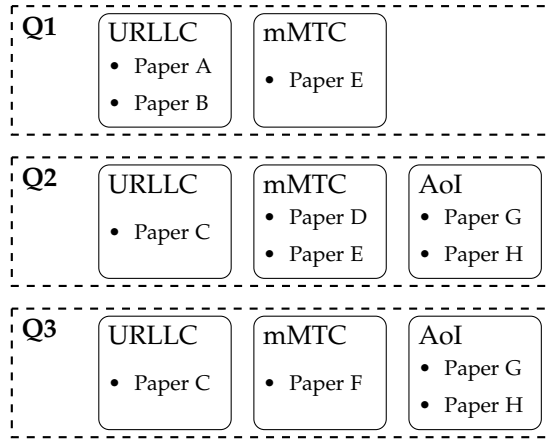 Q1
URLLC
• Paper A
• Paper B
mMTC
• Paper E
Q2
URLLC
• Paper C
mMTC
• Paper D
• Paper E
AoI
• Paper G
• Paper H
Q3
URLLC
• Paper C
mMTC
• Paper F
AoI
• Paper G
• Paper H